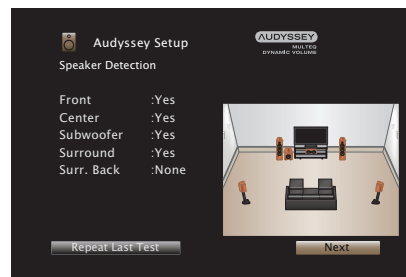 Audyssey Setup
AUDYSSEY
MULTEQ
DYNAMIC VOLUME
Speaker Detection
Front :Yes
Center :Yes
Subwoofer :Yes
Surround :Yes
Surr. Back :None
Repeat Last Test
Next